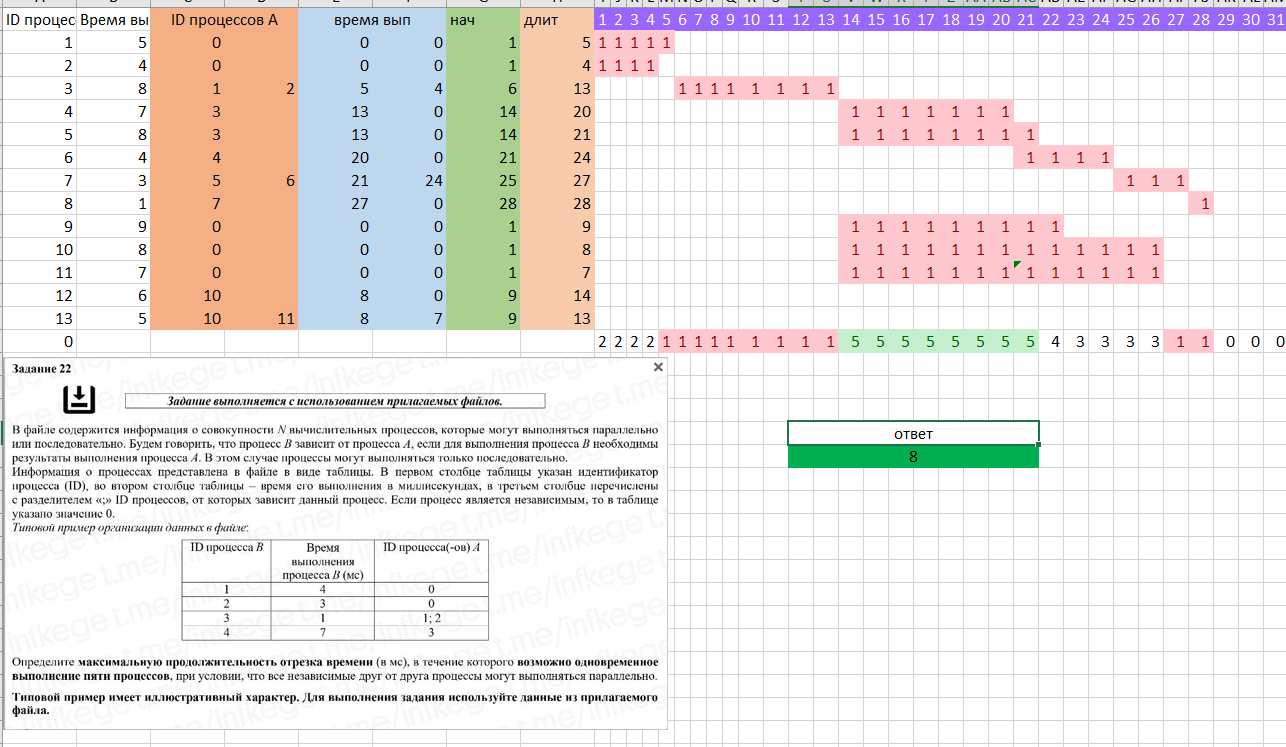 ID процес Время вы ID процессов А время вып нач длит 1 2 3 4 5 6 7 8 9 10 11 12 13 14 15 16 17 18 19 20 21 22 23 24 25 26 27 28 29 30 31
1 5 0 0 0 1 5 1 1 1 1 1
2 4 0 0 0 1 4 1 1 1 1
3 8 1 2 5 4 6 13 1 1 1 1 1 1 1 1
4 7 3 13 0 14 20 1 1 1 1 1 1 1
5 8 3 13 0 14 21 1 1 1 1 1 1 1 1
6 4 4 20 0 21 24 1 1 1 1
7 3 5 6 21 24 25 27 1 1 1
8 1 7 27 0 28 28 1
9 9 0 0 0 1 9 1 1 1 1 1 1 1 1 1
10 8 0 0 0 1 8 1 1 1 1 1 1 1 1 1 1 1 1 1
11 7 0 0 0 1 7 1 1 1 1 1 1 1 1 1 1 1 1 1
12 6 10 8 0 9 14
13 5 10 11 8 7 9 13
0 2 2 2 2 1 1 1 1 1 1 1 1 1 5 5 5 5 5 5 5 5 4 3 3 3 3 1 1 0 0 0
Задание 22
Задание выполняется с использованием прилагаемых файлов.
В файле содержится информация о совокупности N вычислительных процессов, которые могут выполняться параллельно
или последовательно. Будем говорить, что процесс B зависит от процесса A, если для выполнения процесса B необходимы
результаты выполнения процесса A. В этом случае процессы могут выполняться только последовательно.
Информация о процессах представлена в файле в виде таблицы. В первом столбце таблицы указан идентификатор
процесса (ID), во втором столбце таблицы – время его выполнения в миллисекундах, в третьем столбце перечислены
с разделителем «;» ID процессов, от которых зависит данный процесс. Если процесс является независимым, то в таблице
указано значение 0.
Типовой пример организации данных в файле:
ID процесса B Время ID процесса(-ов) A
выполнения
процесса B (мс)
1 4 0
2 3 0
3 1 1; 2
4 7 3
Определите максимальную продолжительность отрезка времени (в мс), в течение которого возможно одновременное
выполнение пяти процессов, при условии, что все независимые друг от друга процессы могут выполняться параллельно.
Типовой пример имеет иллюстративный характер. Для выполнения задания используйте данные из прилагаемого
файла.
ответ
8